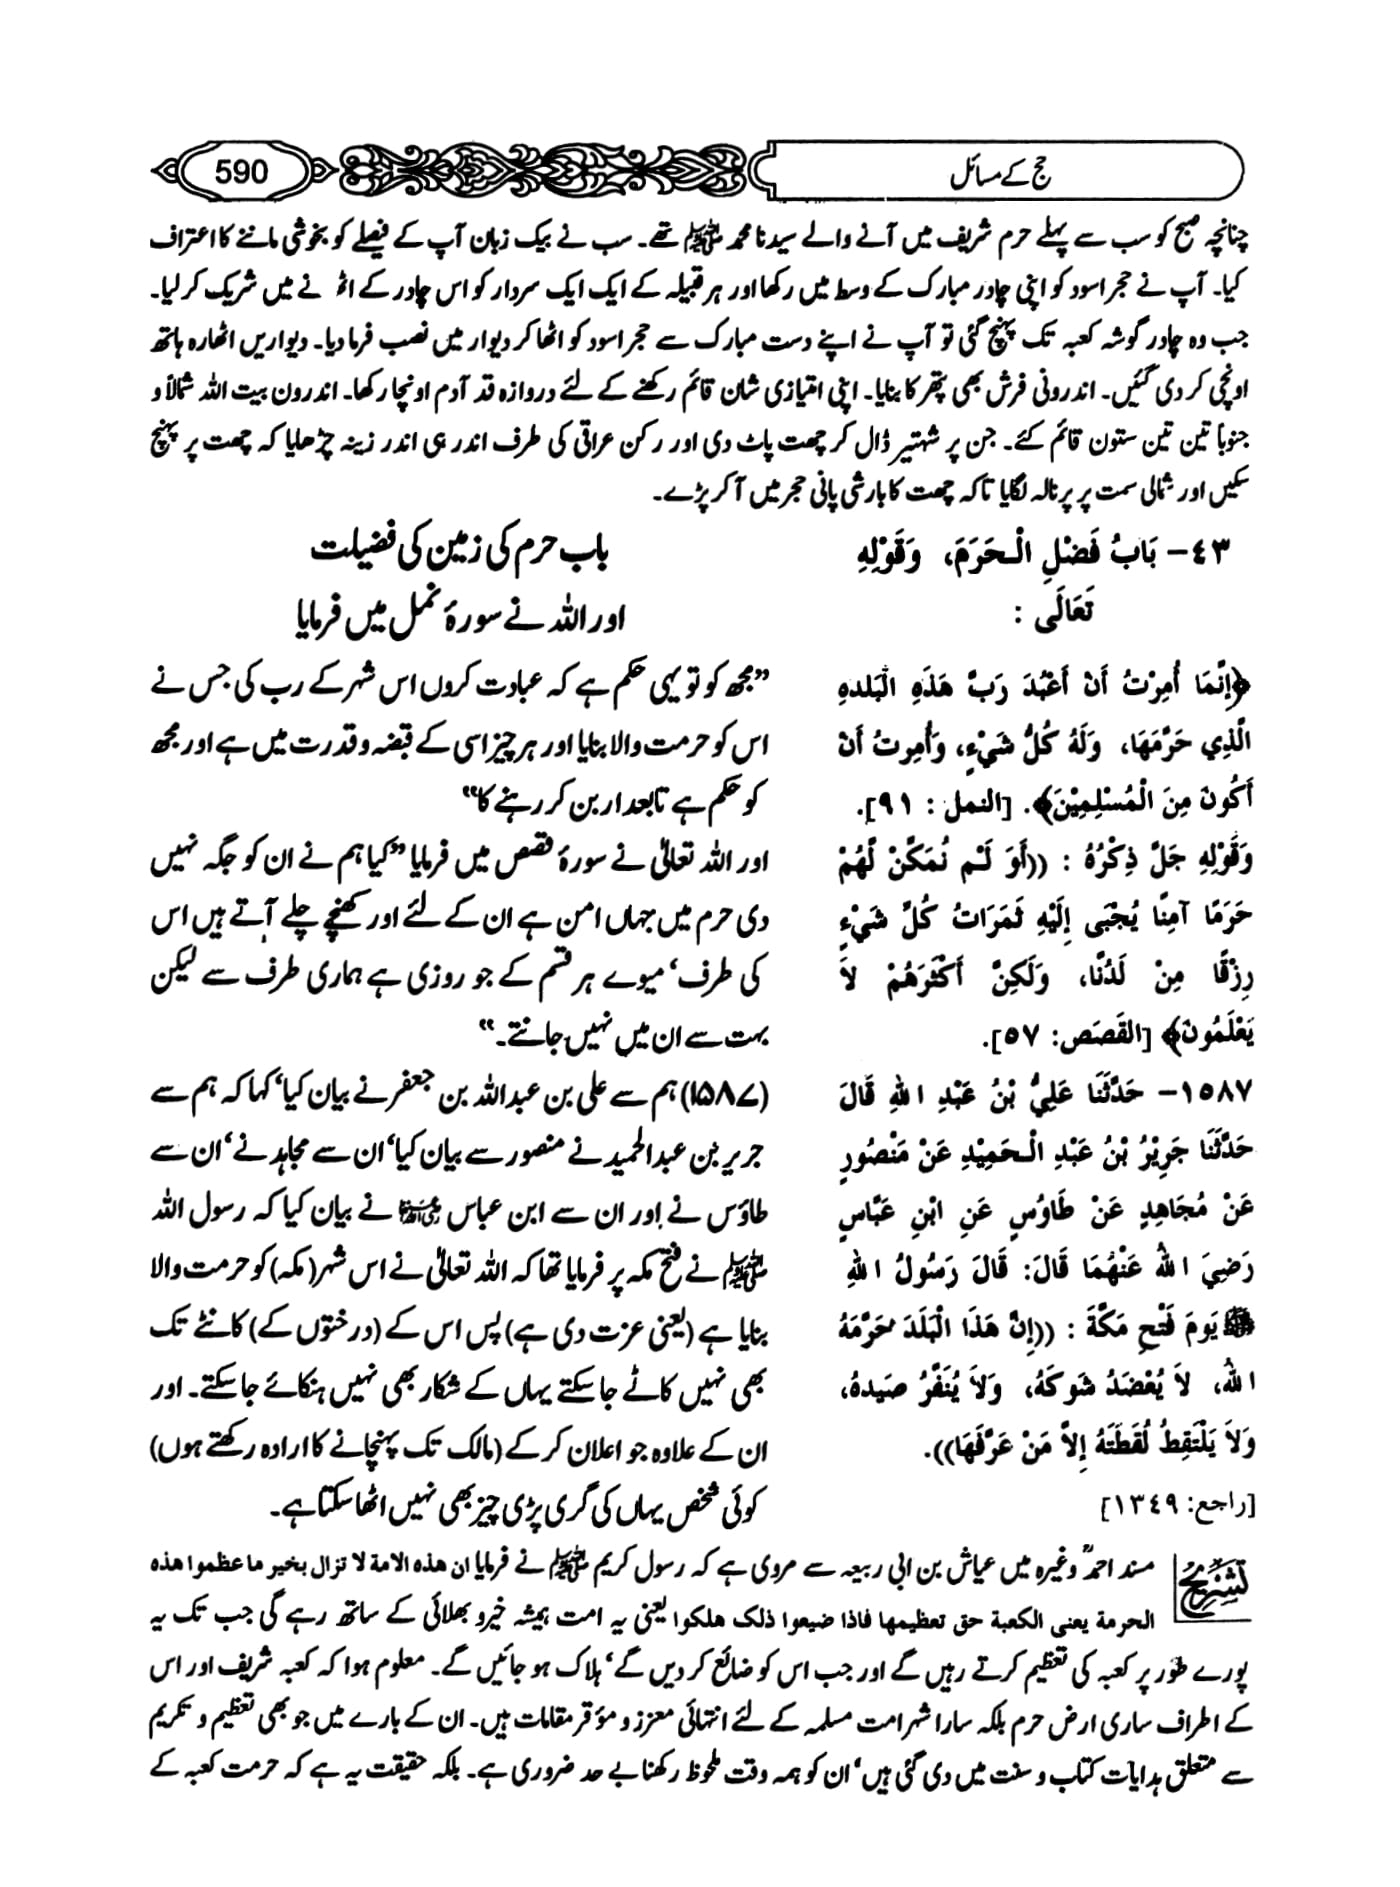 حج کے مسائل
590
چنانچہ صبح کو سب سے پہلے حرم شریف میں آنے والے سیدنا محمد ﷺ تھے۔ سب نے بیک زبان آپ کے فیصلے کو بخوشی ماننے کا اعتراف
کیا۔ آپ نے حجر اسود کو اپنی چادر مبارک کے وسط میں رکھا اور ہر قبیلہ کے ایک ایک سردار کو اس چادر کے اٹھانے میں شریک کر لیا۔
جب وہ چادر گوشہ کعبہ تک پہنچ گئی تو آپ نے اپنے دست مبارک سے حجر اسود کو اٹھا کر دیوار میں نصب فرما دیا۔ دیواریں اٹھارہ ہاتھ
اونچی کر دی گئیں۔ اندرونی فرش بھی پتھر کا بنایا۔ اپنی امتیازی شان قائم رکھنے کے لئے دروازہ قد آدم اونچا رکھا۔ اندرون بیت اللہ شمالاً و
جنوباً تین تین ستون قائم کئے۔ جن پر شہتیر ڈال کر چھت پاٹ دی اور رکن عراقی کی طرف اندر ہی اندر زینہ چڑھایا کہ چھت پر پہنچ
سکیں اور شمالی سمت پر پرنالہ لگایا تاکہ چھت کا بارشی پانی حجر میں آکر پڑے۔
٤٣- بَابُ فَضْلِ الْحَرَمِ، وَقَوْلِهِ
تَعَالَى :
﴿إِنَّمَا أُمِرْتُ أَنْ أَعْبُدَ رَبَّ هَذِهِ الْبَلدةِ
الَّذِي حَرَّمَهَا، وَلَهُ كُلُّ شَيْءٍ، وَأُمِرتُ أَنْ
أَكُونَ مِنَ الْمُسْلِمِيْنَ﴾. [النمل : ٩١].
وَقَوْلِهِ جَلَّ ذِكْرُهُ : ((أَوَ لَمْ نُمَكِّنْ لَّهُمْ
حَرَمًا آمِنًا يُجْبَى إِلَيْهِ ثَمَرَاتُ كُلِّ شَيْءٍ
رِزْقًا مِنْ لَدُنَّا، وَلَكِنَّ أَكْثَرَهُمْ لاَ
يَعْلَمُونَ﴾ [القَصَص: ٥٧].
١٥٨٧- حَدَّثَنَا عَلِيُّ بْنُ عَبْدِ اللهِ قَالَ
حَدَّثَنَا جَرِيْرُ بْنُ عَبْدِ الْحَمِيْدِ عَنْ مَنْصُورٍ
عَنْ مُجَاهِدٍ عَنْ طَاوُسٍ عَنِ ابْنِ عَبَّاسٍ
رَضِيَ اللهُ عَنْهُمَا قَالَ: قَالَ رَسُولُ اللهِ
ﷺ يَومَ فَتْحِ مَكَّةَ : ((إِنَّ هَذَا الْبَلَدَ حَرَّمَهُ
اللهُ، لاَ يُعْضَدُ شَوكُهُ، وَلاَ يُنَفَّرُ صَيدُهُ،
وَلاَ يَلْتَقِطُ لُقَطَتَهُ إِلاَّ مَنْ عَرَّفَهَا)).
[راجع: ١٣٤٩]
باب حرم کی زمین کی فضیلت
اور اللہ نے سورۂ نمل میں فرمایا
”مجھ کو تو یہی حکم ہے کہ عبادت کروں اس شہر کے رب کی جس نے
اس کو حرمت والا بنایا اور ہر چیز اسی کے قبضہ و قدرت میں ہے اور مجھ
کو حکم ہے تابعدار بن کر رہنے کا“
اور اللہ تعالیٰ نے سورۂ قصص میں فرمایا ”کیا ہم نے ان کو جگہ نہیں
دی حرم میں جہاں امن ہے ان کے لئے اور کھنچے چلے آتے ہیں اس
کی طرف‘ میوے ہر قسم کے جو روزی ہے ہماری طرف سے لیکن
بہت سے ان میں نہیں جانتے۔“
(۱۵۸۷) ہم سے علی بن عبداللہ بن جعفر نے بیان کیا‘ کہا کہ ہم سے
جریر بن عبدالحمید نے منصور سے بیان کیا‘ ان سے مجاہد نے‘ ان سے
طاؤس نے اور ان سے ابن عباس رضی اللہ عنہما نے بیان کیا کہ رسول اللہ
ﷺ نے فتح مکہ پر فرمایا تھا کہ اللہ تعالیٰ نے اس شہر (مکہ) کو حرمت والا
بنایا ہے (یعنی عزت دی ہے) پس اس کے (درختوں کے) کانٹے تک
بھی نہیں کاٹے جا سکتے یہاں کے شکار بھی نہیں ہنکائے جا سکتے۔ اور
ان کے علاوہ جو اعلان کر کے (مالک تک پہنچانے کا ارادہ رکھتے ہوں)
کوئی شخص یہاں کی گری پڑی چیز بھی نہیں اٹھا سکتا ہے۔
تشریح
مسند احمدؒ وغیرہ میں عیاش بن ابی ربیعہ سے مروی ہے کہ رسول کریم ﷺ نے فرمایا ان هذه الامة لا تزال بخير ما عظموا هذه
الحرمة يعنى الكعبة حق تعظيمها فاذا ضيعوا ذلک هلكوا یعنی یہ امت ہمیشہ خیر و بھلائی کے ساتھ رہے گی جب تک یہ
پورے طور پر کعبہ کی تعظیم کرتے رہیں گے اور جب اس کو ضائع کر دیں گے‘ ہلاک ہو جائیں گے۔ معلوم ہوا کہ کعبہ شریف اور اس
کے اطراف ساری ارض حرم بلکہ سارا شہر امت مسلمہ کے لئے انتہائی معزز و مؤقر مقامات ہیں۔ ان کے بارے میں جو بھی تعظیم و تکریم
سے متعلق ہدایات کتاب و سنت میں دی گئی ہیں‘ ان کو ہمہ وقت ملحوظ رکھنا بے حد ضروری ہے۔ بلکہ حقیقت یہ ہے کہ حرمت کعبہ کے